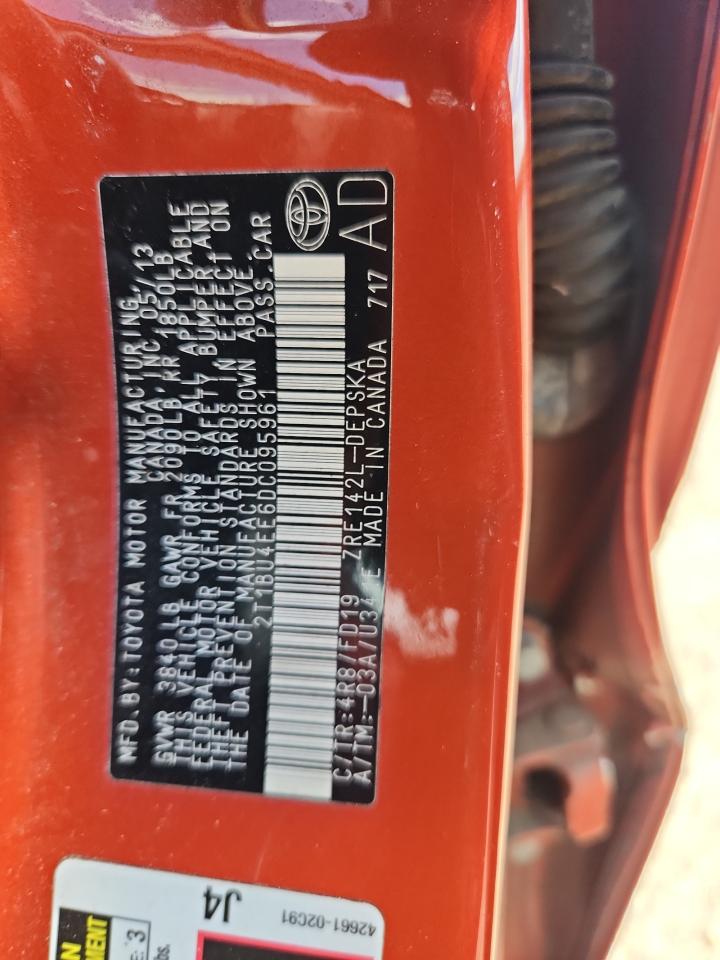 MFD.BY:TOYOTA MOTOR MANUFACTURING,
CANADA, INC 05/13
GVWR 3840 LB GAWR FR 2090LB RR 1850LB
THIS VEHICLE CONFORMS TO ALL APPLICABLE
FEDERAL MOTOR VEHICLE SAFETY, BUMPER AND
THEFT PREVENTION STANDARDS IN EFFECT ON
THE DATE OF MANUFACTURE SHOWN ABOVE.
2T1BU4EE6DC095961 PASS.CAR
C/TR:4R8/FD19 ZRE142L-DEPSKA
A/TM:-03A/U341E MADE IN CANADA 717 AD
J4
42661-02C91
3